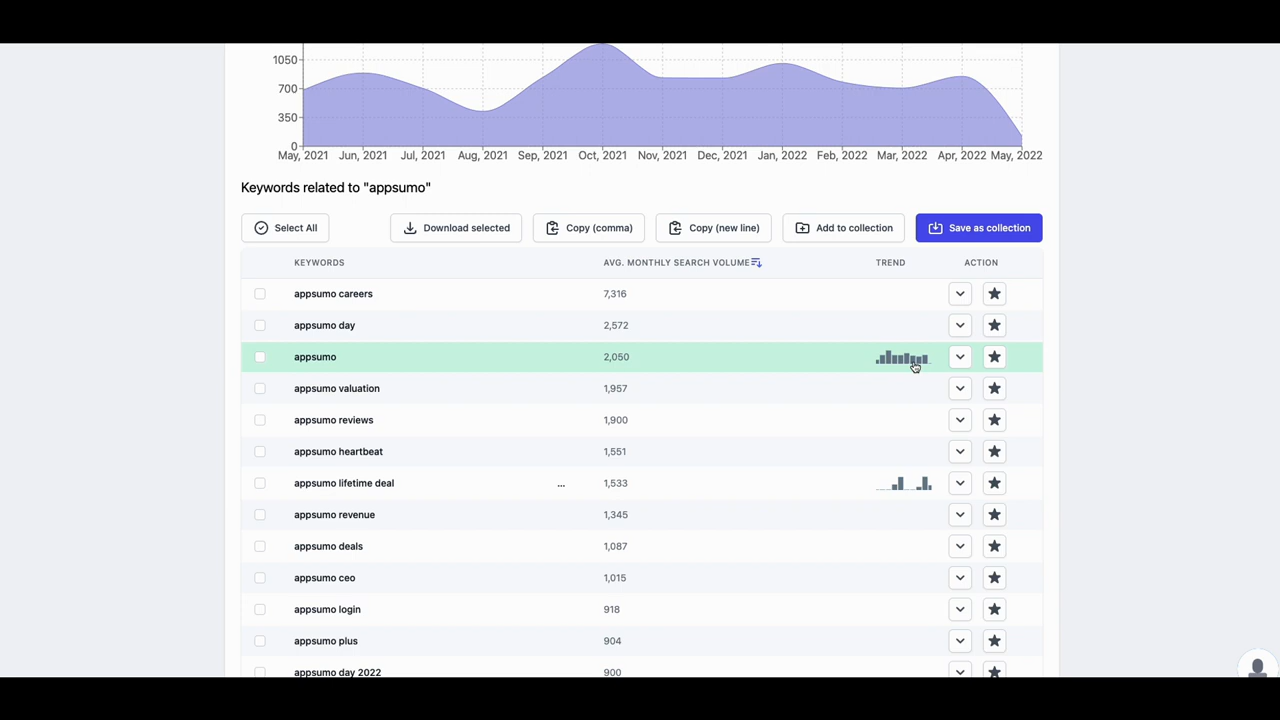 1050
700
350
0
May, 2021 Jun, 2021 Jul, 2021 Aug, 2021 Sep, 2021 Oct, 2021 Nov, 2021 Dec, 2021 Jan, 2022 Feb, 2022 Mar, 2022 Apr, 2022 May, 2022
Keywords related to "appsumo"
Select All Download selected Copy (comma) Copy (new line) Add to collection Save as collection
KEYWORDS AVG. MONTHLY SEARCH VOLUME TREND ACTION
appsumo careers 7,316
appsumo day 2,572
appsumo 2,050
appsumo valuation 1,957
appsumo reviews 1,900
appsumo heartbeat 1,551
appsumo lifetime deal ... 1,533
appsumo revenue 1,345
appsumo deals 1,087
appsumo ceo 1,015
appsumo login 918
appsumo plus 904
appsumo day 2022 900